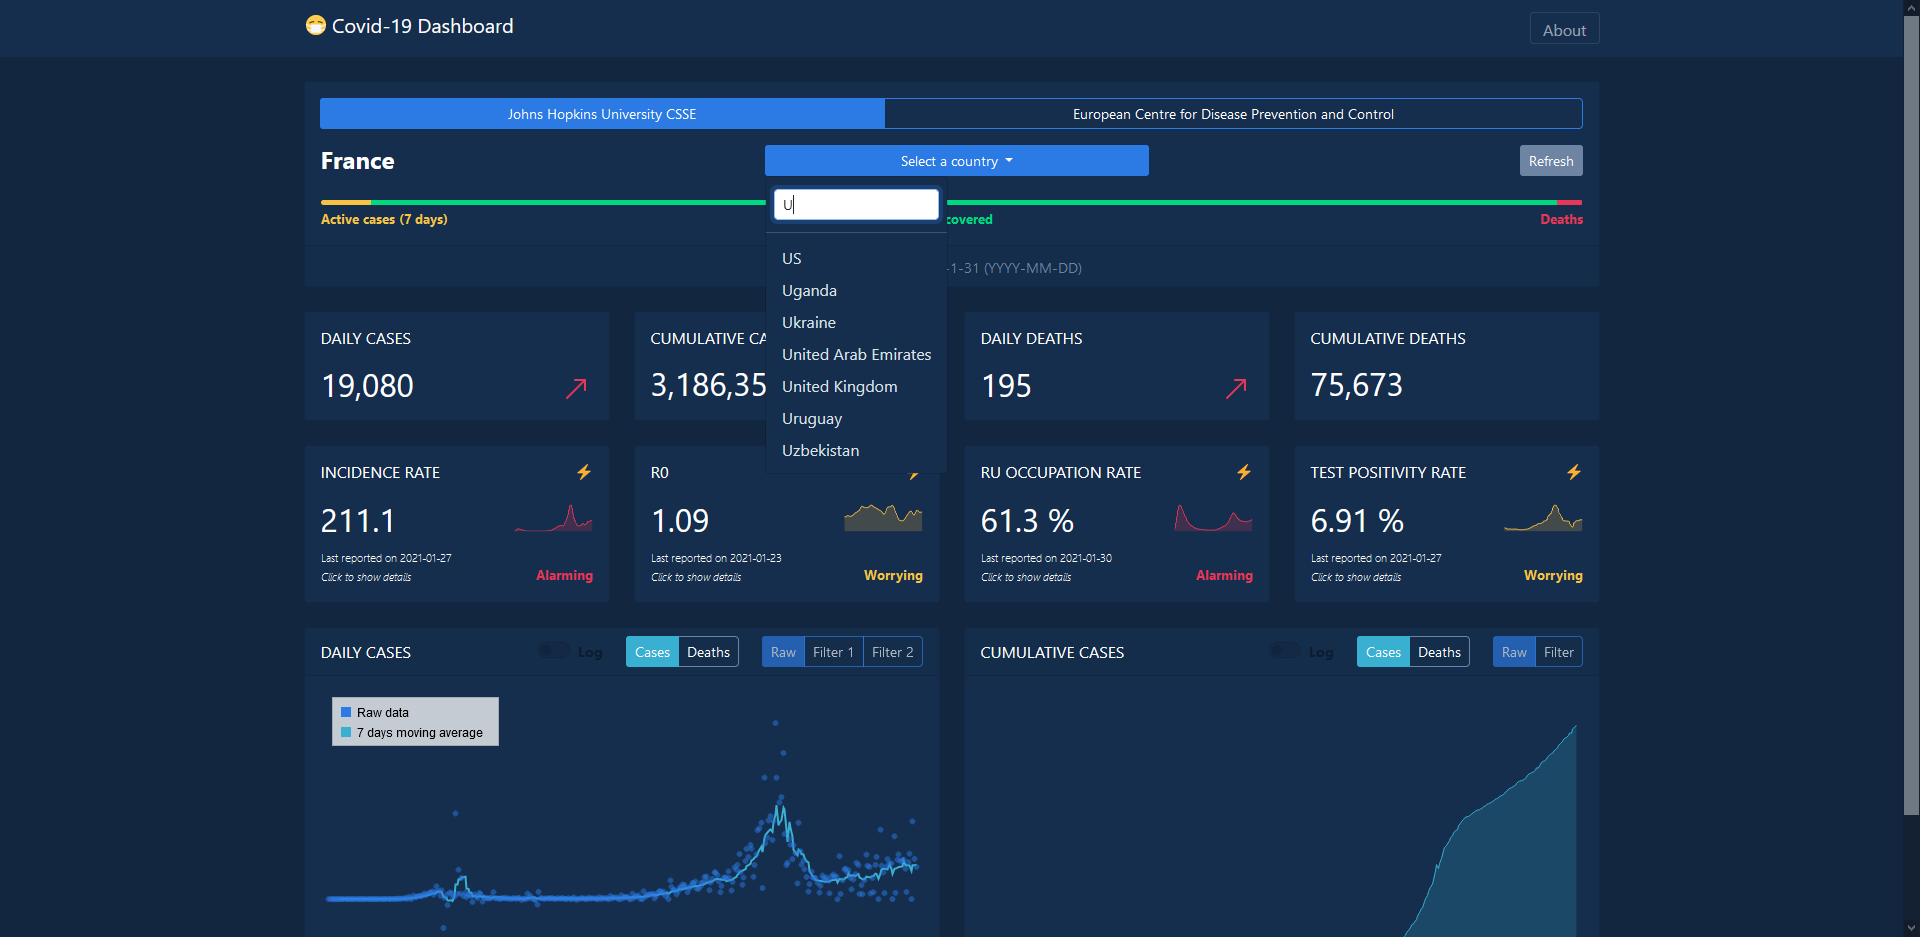 Covid-19 Dashboard
About
Johns Hopkins University CSSE
European Centre for Disease Prevention and Control
France
Select a country
Refresh
U
Active cases (7 days)
covered
Deaths
-1-31 (YYYY-MM-DD)
US
Uganda
Ukraine
United Arab Emirates
United Kingdom
Uruguay
Uzbekistan
DAILY CASES
19,080
CUMULATIVE CA
3,186,35
DAILY DEATHS
195
CUMULATIVE DEATHS
75,673
INCIDENCE RATE
211.1
Last reported on 2021-01-27
Click to show details
Alarming
R0
1.09
Last reported on 2021-01-23
Click to show details
Worrying
RU OCCUPATION RATE
61.3 %
Last reported on 2021-01-30
Click to show details
Alarming
TEST POSITIVITY RATE
6.91 %
Last reported on 2021-01-27
Click to show details
Worrying
DAILY CASES
Log
Cases
Deaths
Raw
Filter 1
Filter 2
Raw data
7 days moving average
CUMULATIVE CASES
Log
Cases
Deaths
Raw
Filter